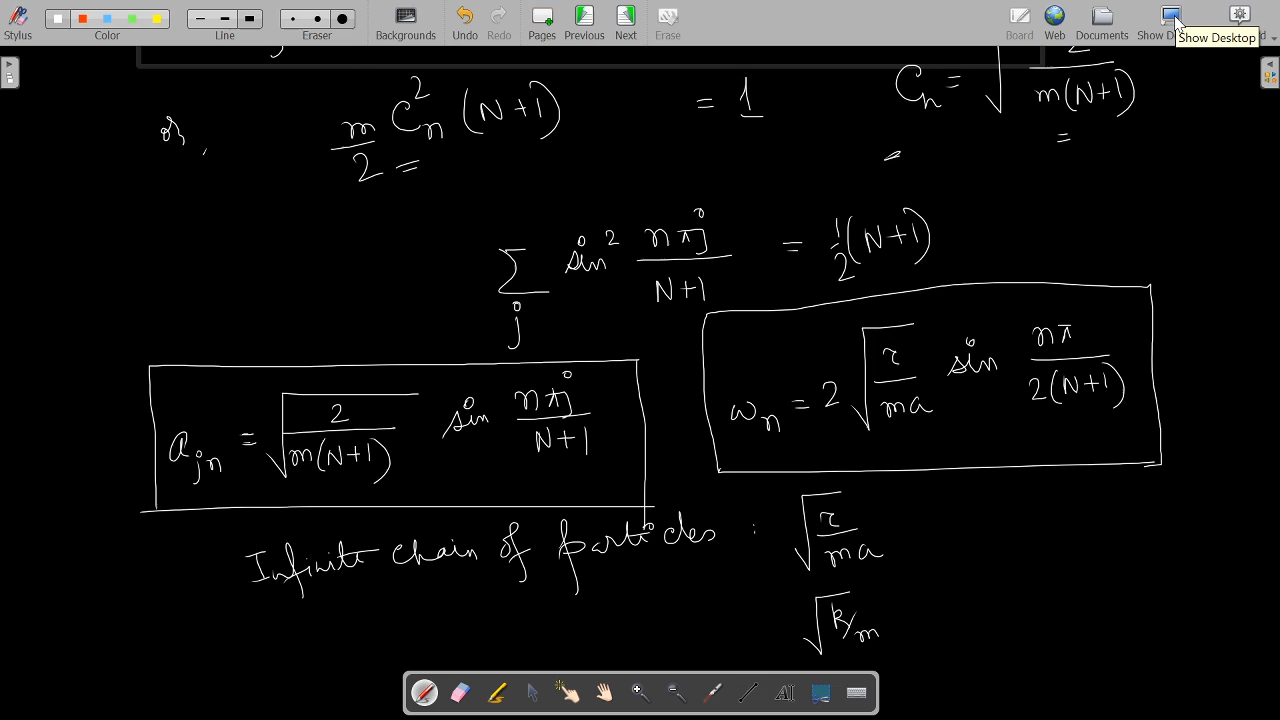 Stylus Color Line Eraser Backgrounds Undo Redo Pages Previous Next Erase Board Web Documents
Show Desktop
or, m/2 C_n^2 (N+1) = 1
C_n = √(2/(m(N+1)))
∑_j sin^2 (nπj/(N+1)) = 1/2 (N+1)
a_jn = √(2/(m(N+1))) sin (nπj/(N+1))
ω_n = 2 √(τ/(ma)) sin (nπ/(2(N+1)))
Infinite chain of particles : √(τ/(ma))
√(k/m)